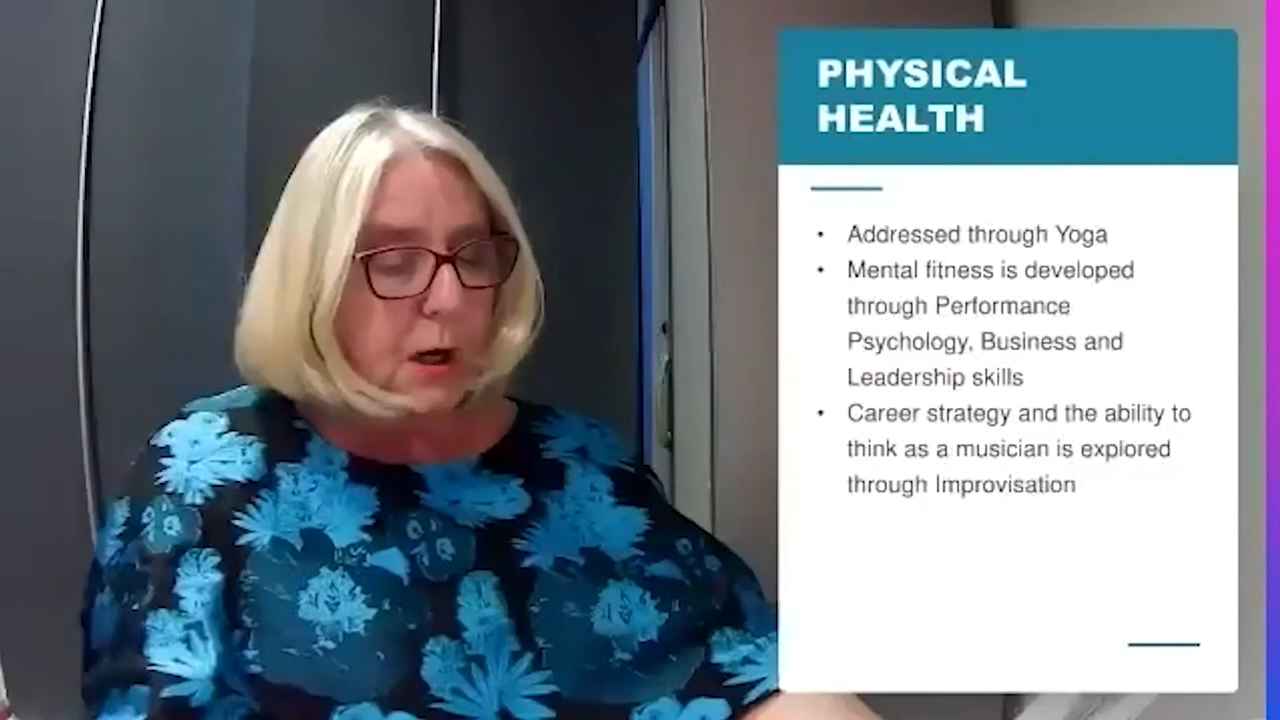 PHYSICAL
HEALTH
• Addressed through Yoga
• Mental fitness is developed
through Performance
Psychology, Business and
Leadership skills
• Career strategy and the ability to
think as a musician is explored
through Improvisation